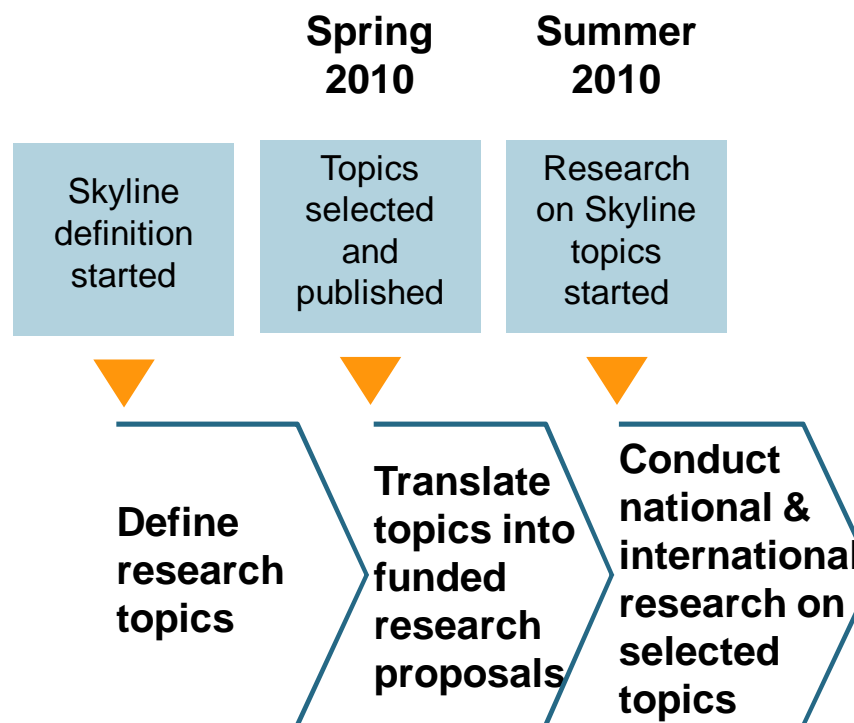 Spring
2010
Summer
2010
Skyline
definition
started
Topics
selected
and
published
Research
on Skyline
topics
started
Define
research
topics
Translate
topics into
funded
research
proposals
Conduct
national &
international
research on
selected
topics